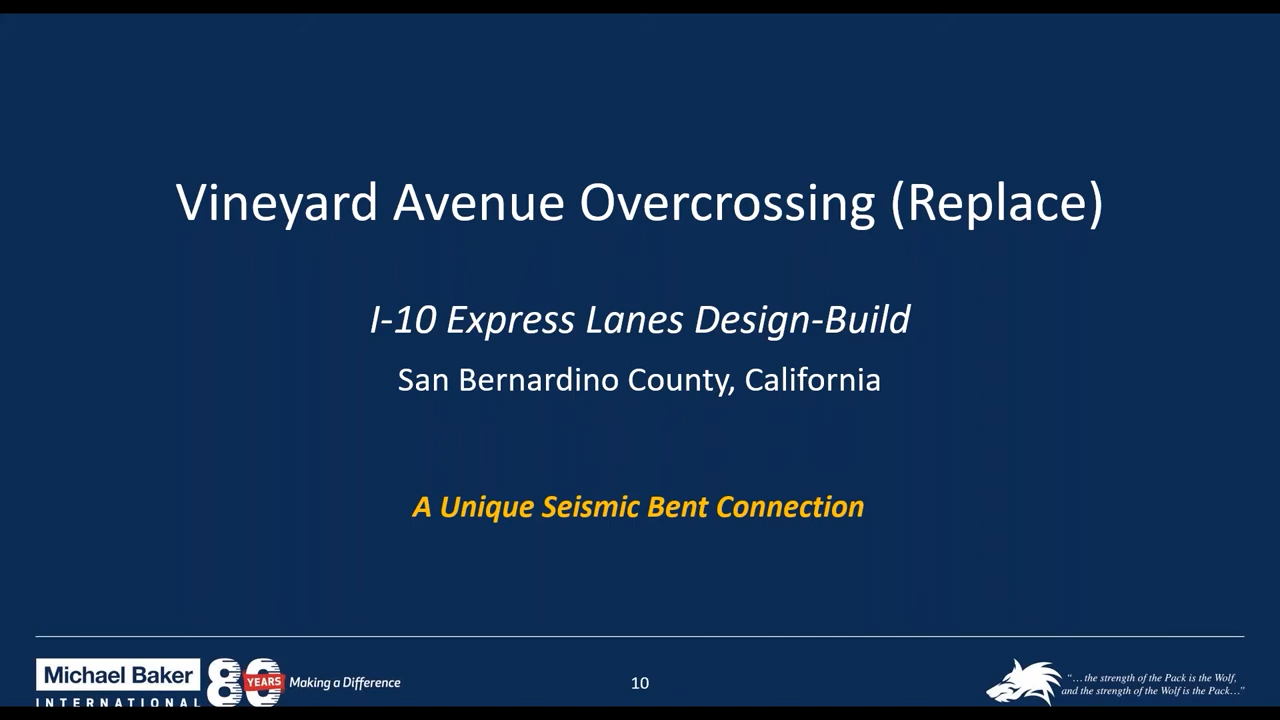 Vineyard Avenue Overcrossing (Replace)
I-10 Express Lanes Design-Build
San Bernardino County, California
A Unique Seismic Bent Connection
Michael Baker
INTERNATIONAL
80
YEARS
Making a Difference
10
"…the strength of the Pack is the Wolf,
and the strength of the Wolf is the Pack…"